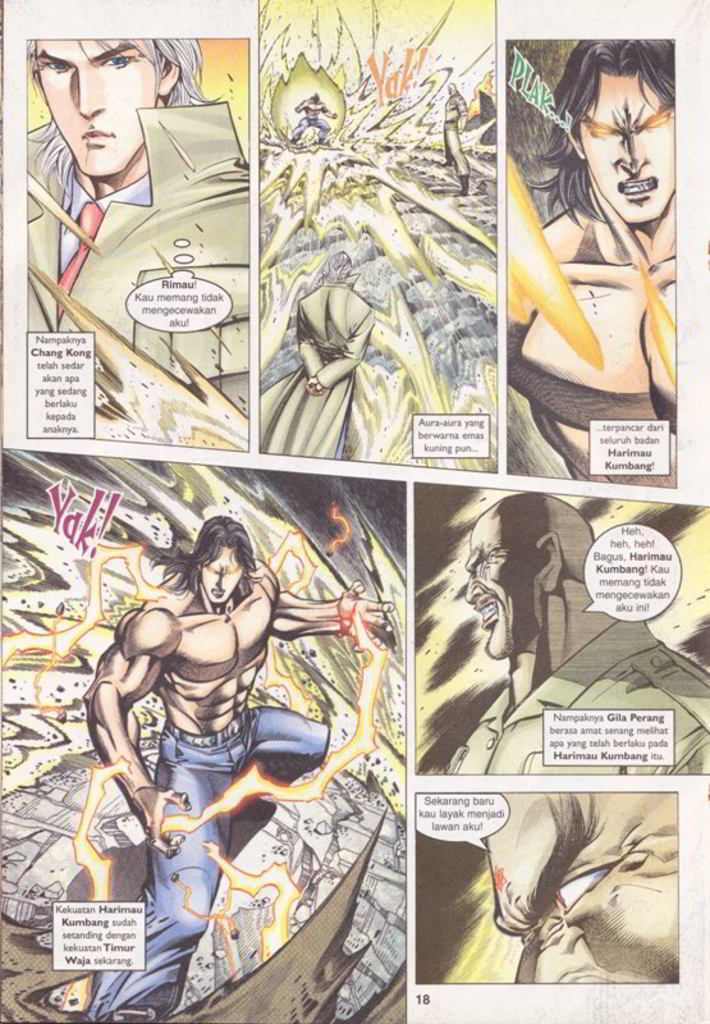 Rimau!
Kau memang tidak
mengecewakan
aku!
Nampaknya
Chang Kong
telah sedar
akan apa
yang sedang
berlaku
kepada
anaknya.
Yak!
Aura-aura yang
berwarna emas
kuning pun...
PLAK...!
...terpancar dari
seluruh badan
Harimau
Kumbang!
Yak!
Kekuatan Harimau
Kumbang sudah
setanding dengan
kekuatan Timur
Waja sekarang.
Heh,
heh, heh!
Bagus, Harimau
Kumbang! Kau
memang tidak
mengecewakan
aku ini!
Nampaknya Gila Perang
berasa amat senang melihat
apa yang telah berlaku pada
Harimau Kumbang itu.
Sekarang baru
kau layak menjadi
lawan aku!
18